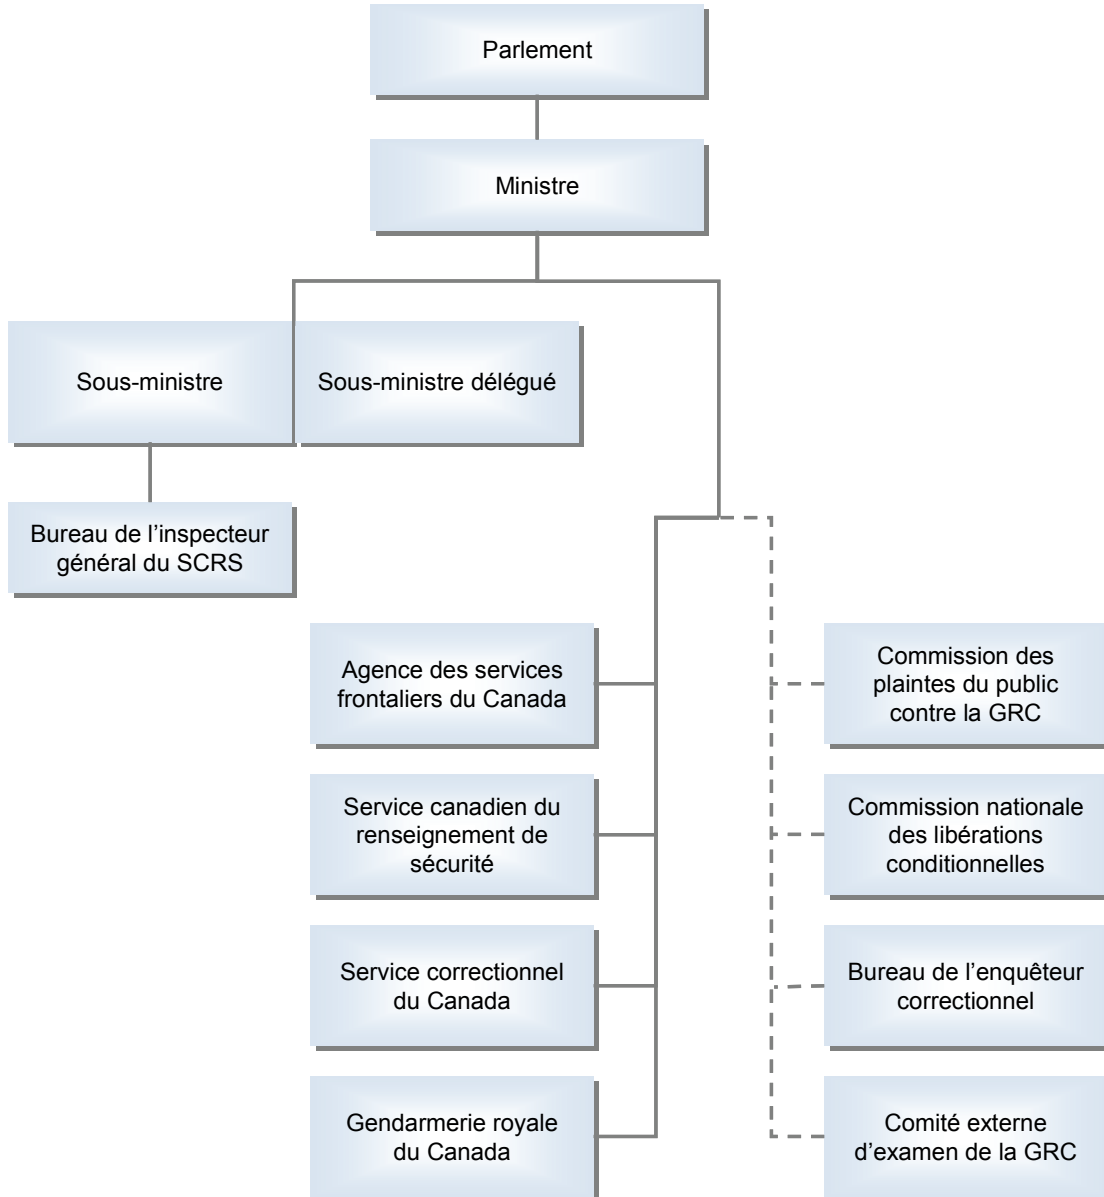 Parlement
Ministre
Sous-ministre
Sous-ministre délégué
Bureau de l’inspecteur
général du SCRS
Agence des services
frontaliers du Canada
Commission des
plaintes du public
contre la GRC
Service canadien du
renseignement de
sécurité
Commission nationale
des libérations
conditionnelles
Service correctionnel
du Canada
Bureau de l’enquêteur
correctionnel
Gendarmerie royale
du Canada
Comité externe
d’examen de la GRC